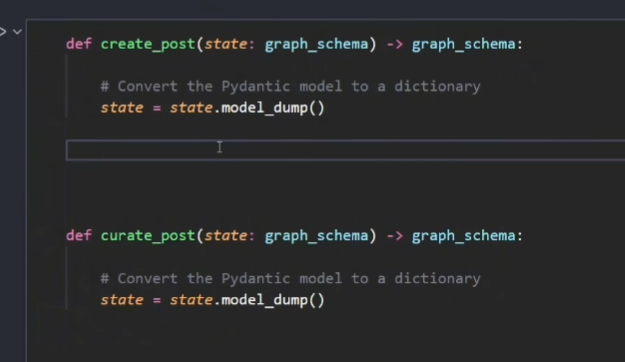 def create_post(state: graph_schema) -> graph_schema:
# Convert the Pydantic model to a dictionary
state = state.model_dump()
def curate_post(state: graph_schema) -> graph_schema:
# Convert the Pydantic model to a dictionary
state = state.model_dump()